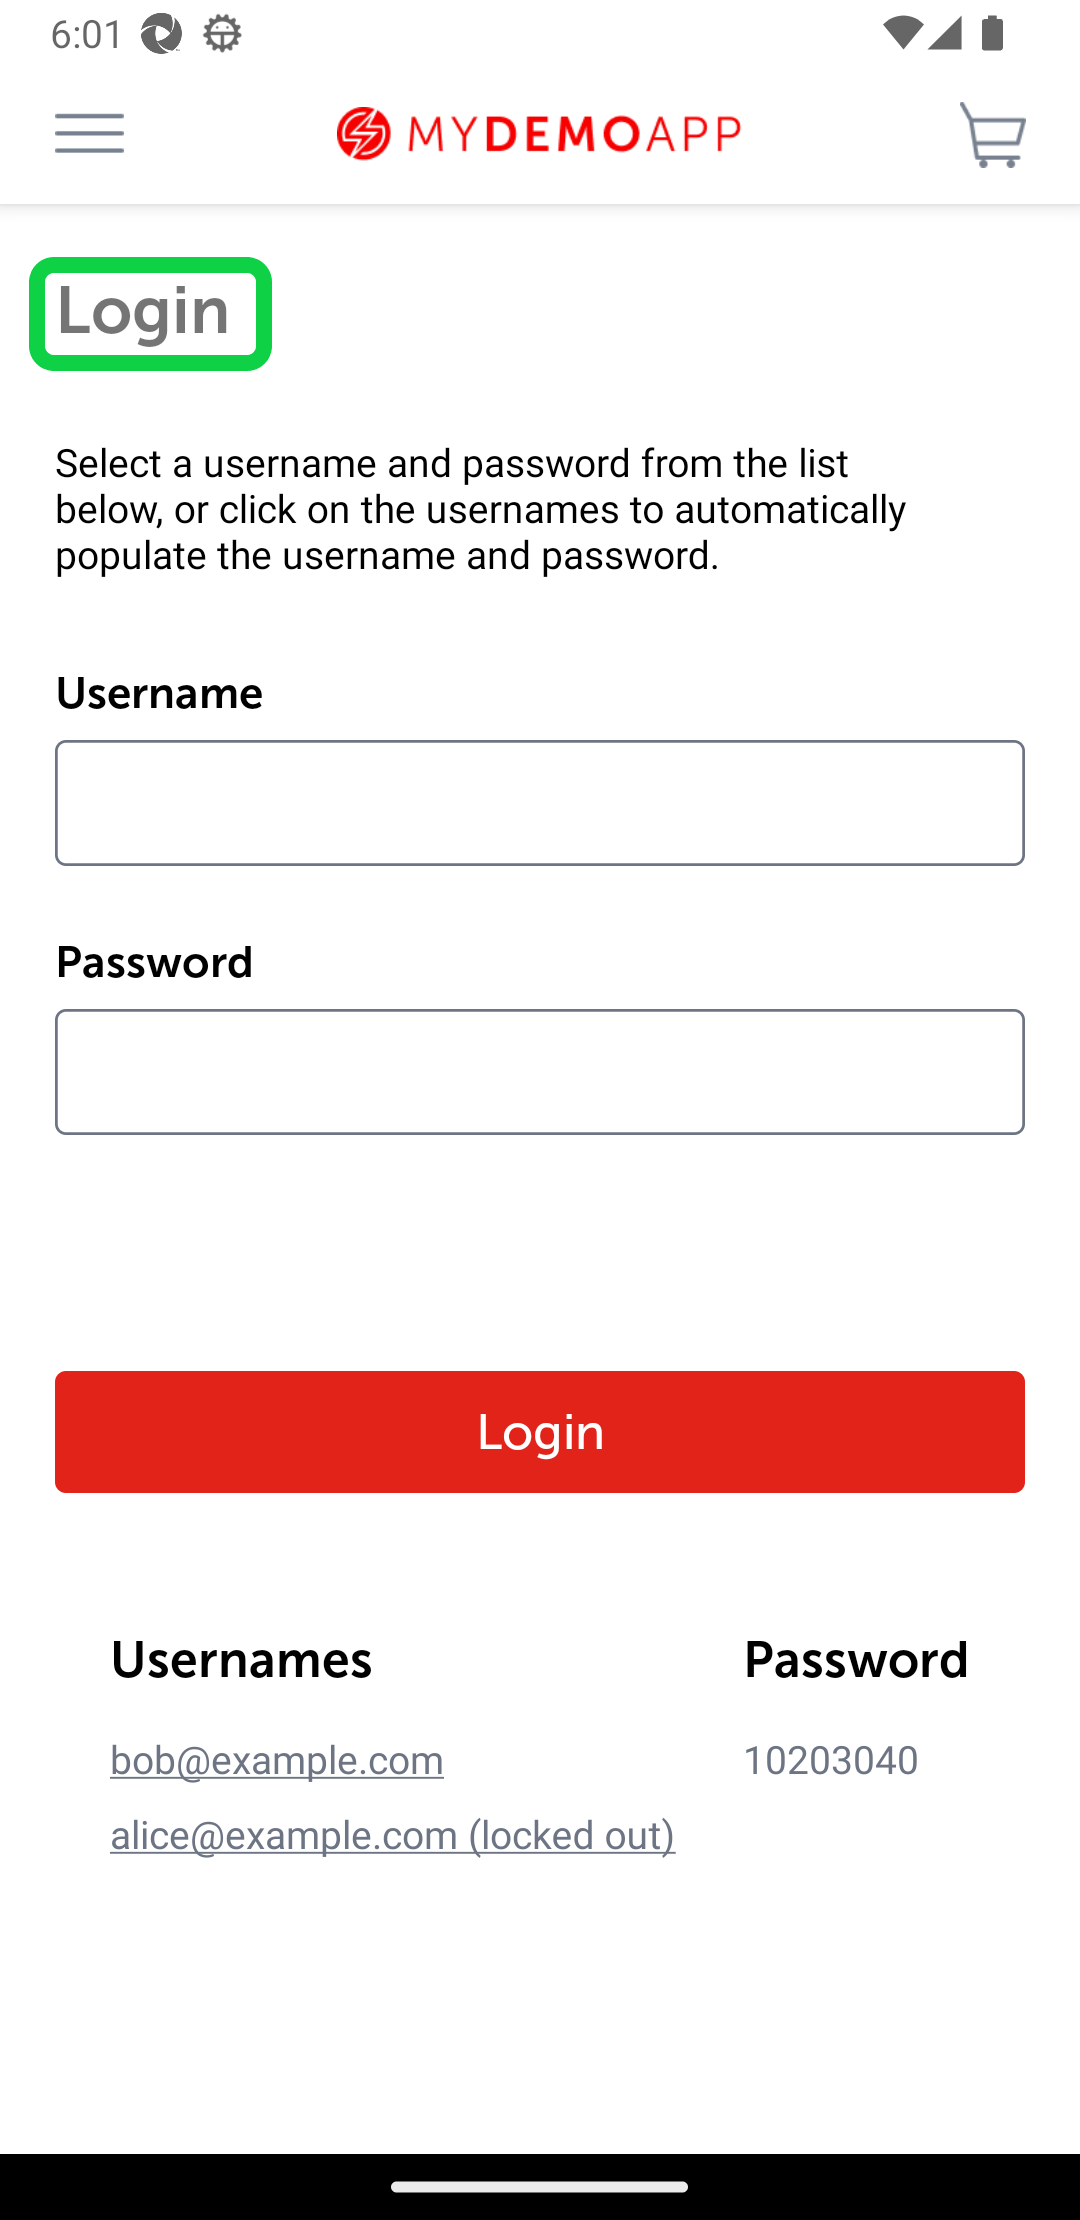 6:01
MYDEMOAPP
Login
Select a username and password from the list
below, or click on the usernames to automatically
populate the username and password.
Username
Password
Login
Usernames Password
bob@example.com 10203040
alice@example.com (locked out)